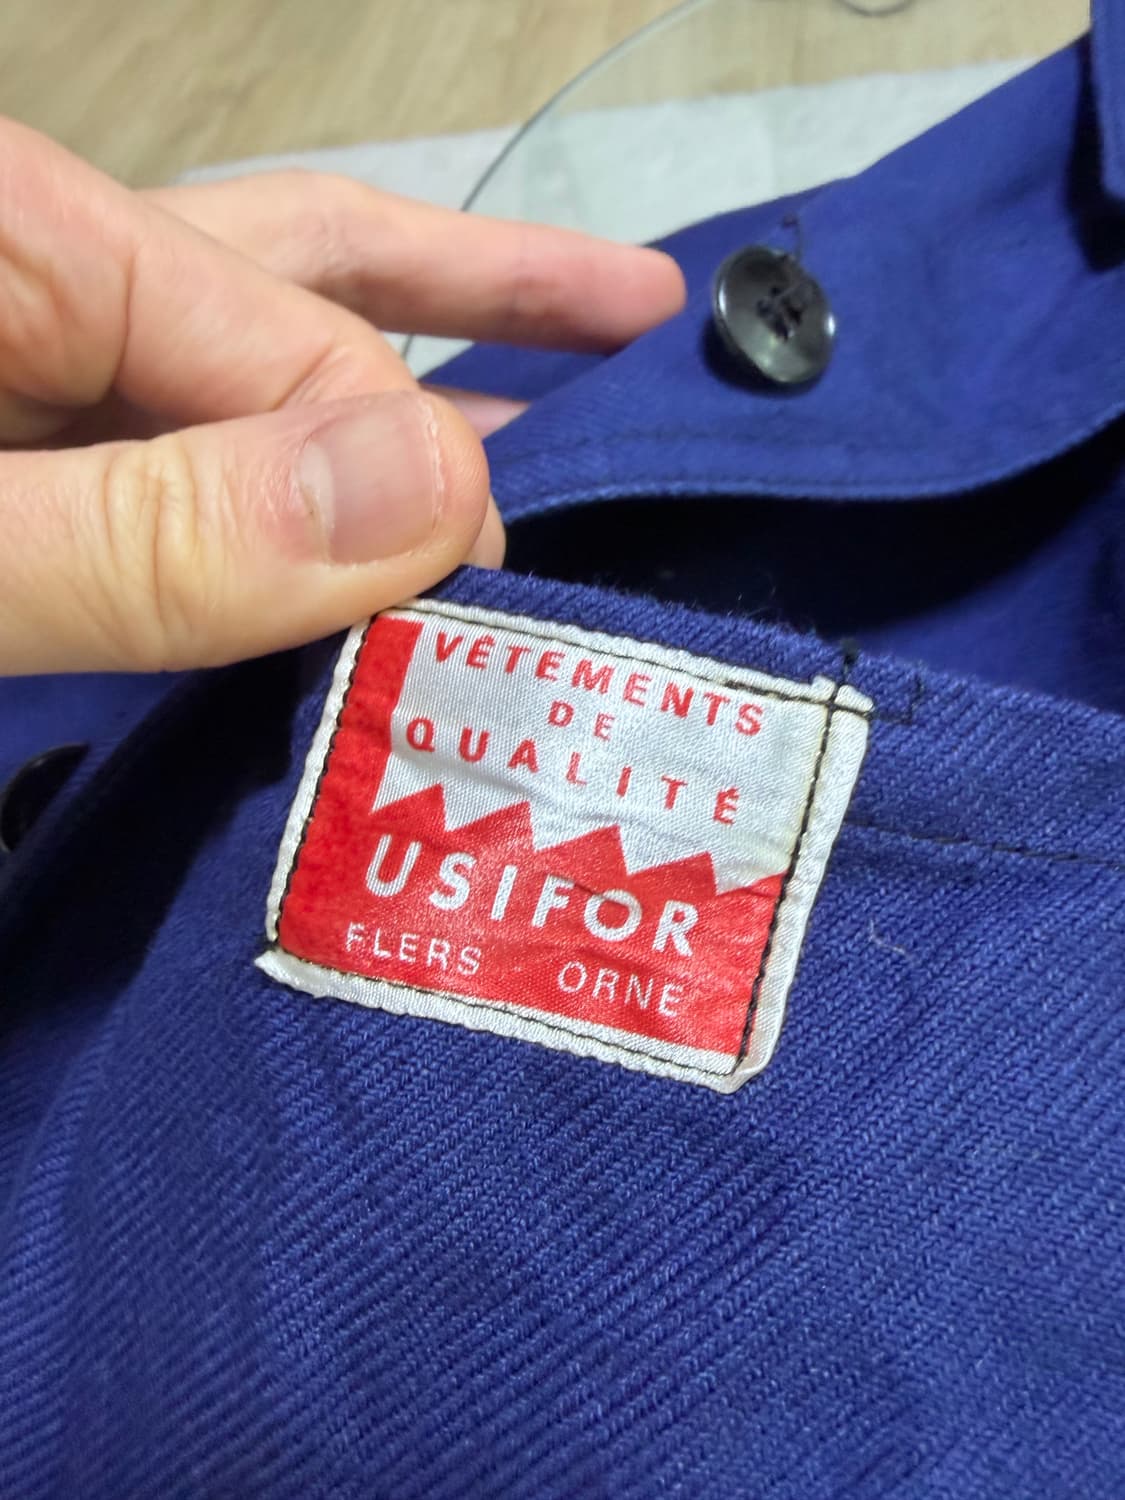 VÊTEMENTS
DE
QUALITÉ
USIFOR
FLERS ORNE